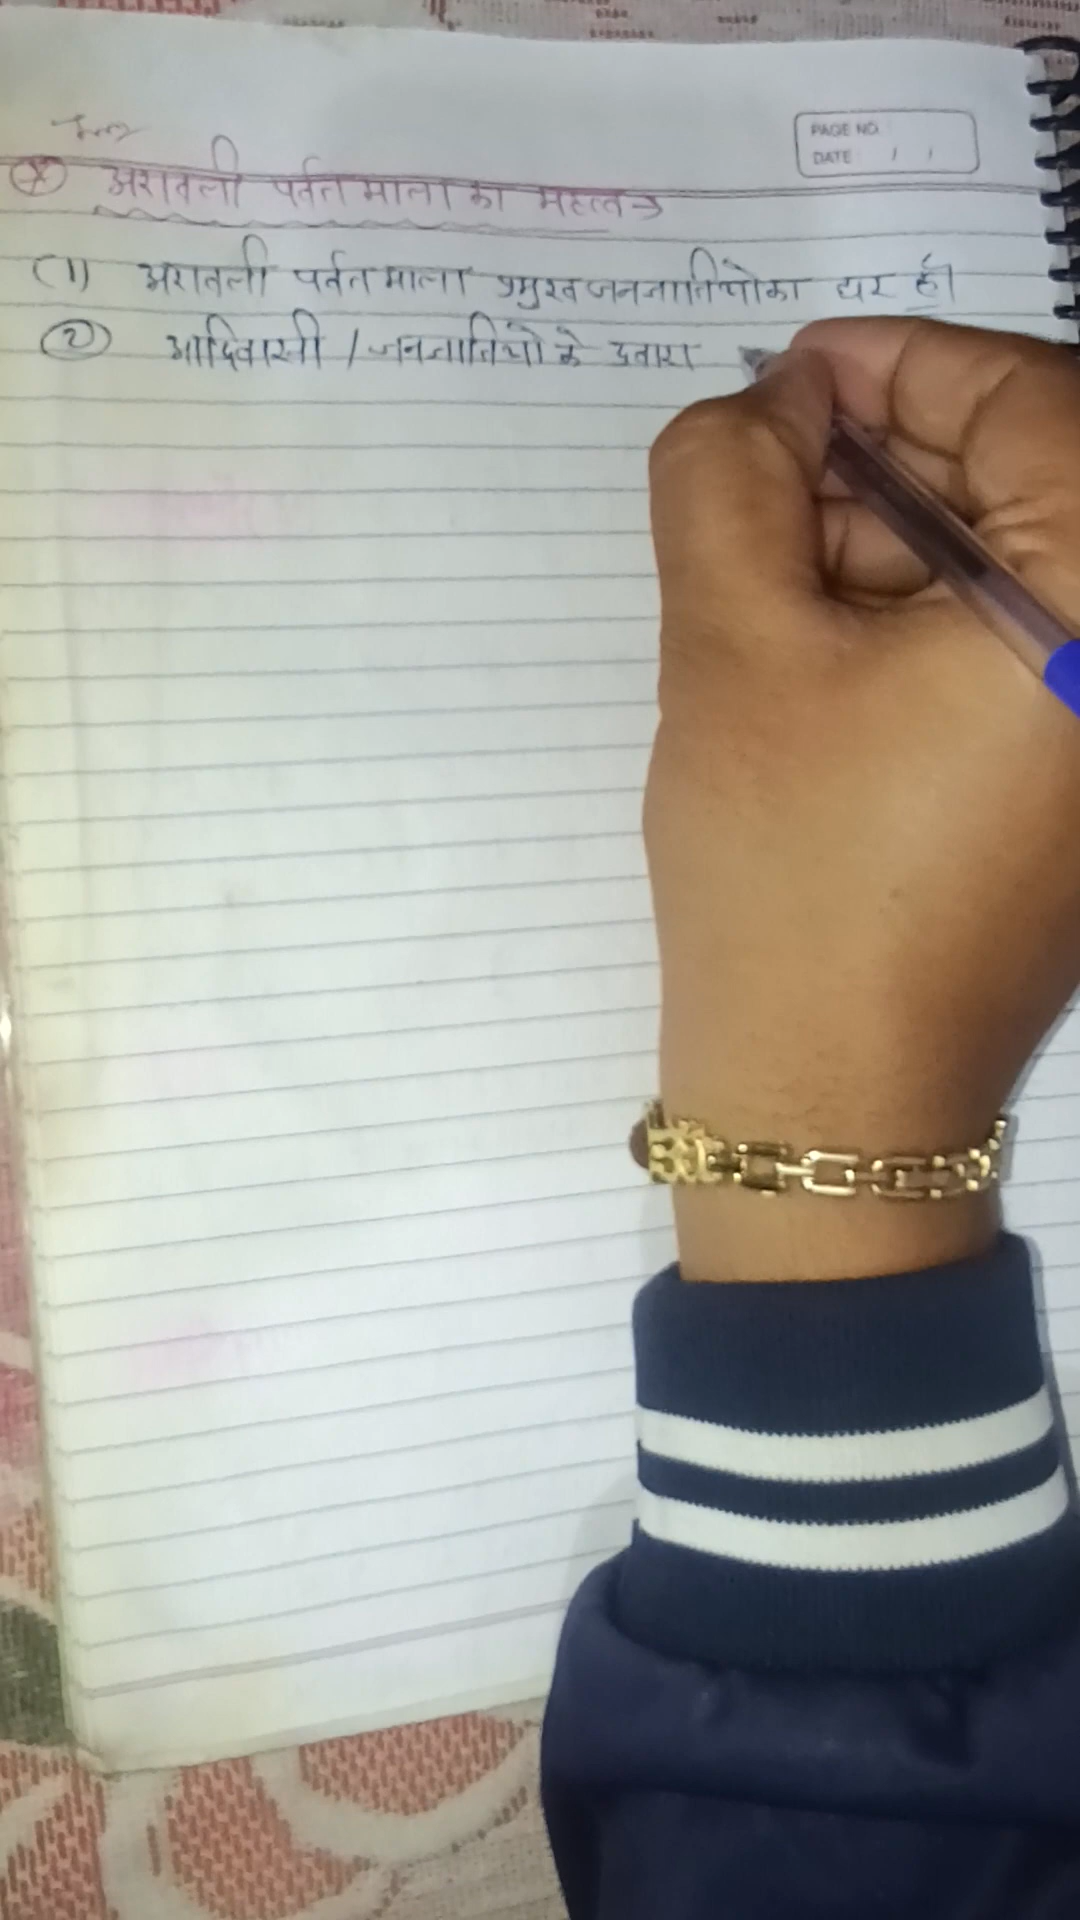 PAGE NO.
DATE / /
अरावली पर्वत माला का महत्व→
(1) अरावली पर्वत माला प्रमुख जनजातियो का घर है।
(2) आदिवासी / जनजातियो के द्वारा